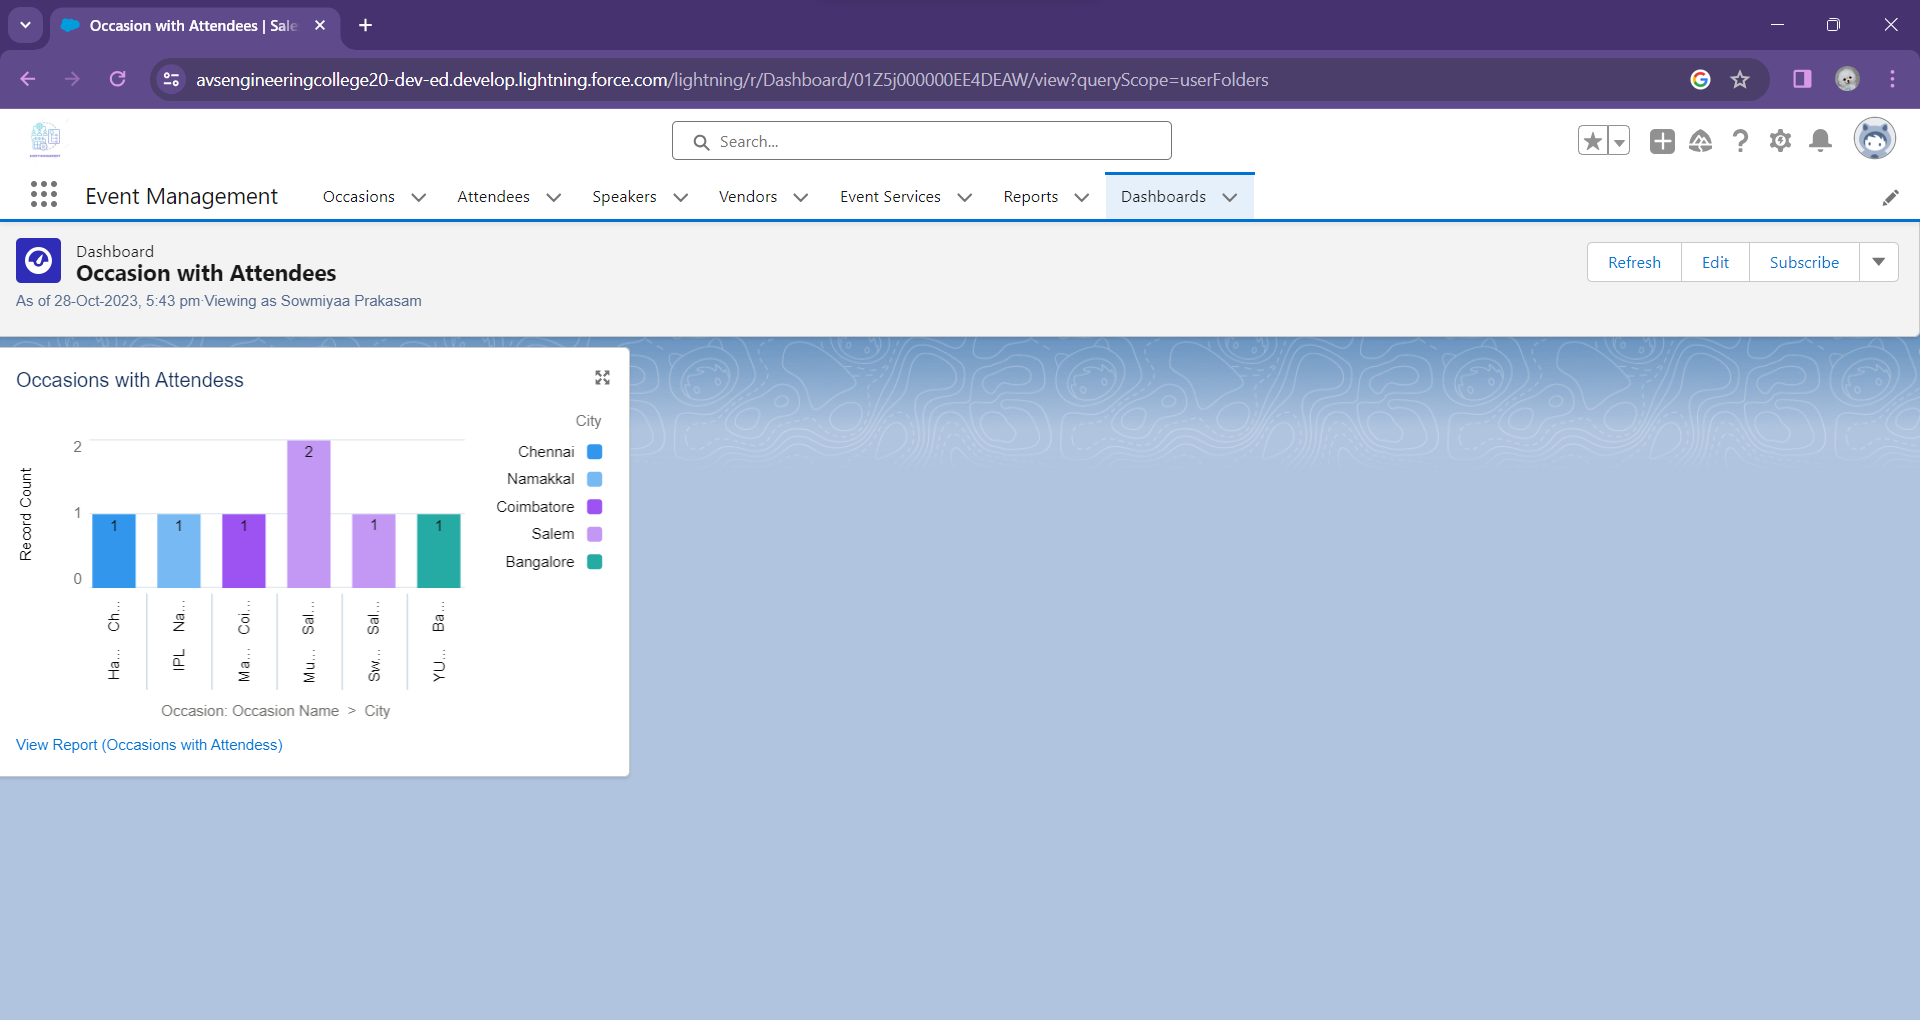 Occasion with Attendees | Sale
avsengineeringcollege20-dev-ed.develop.lightning.force.com/lightning/r/Dashboard/01Z5j000000EE4DEAW/view?queryScope=userFolders
Search...
Event Management
Occasions
Attendees
Speakers
Vendors
Event Services
Reports
Dashboards
Dashboard
Occasion with Attendees
As of 28-Oct-2023, 5:43 pm·Viewing as Sowmiyaa Prakasam
Refresh
Edit
Subscribe
Occasions with Attendess
City
Chennai
Namakkal
Coimbatore
Salem
Bangalore
Record Count
2
1
0
1
1
1
2
1
1
Ch...
Na...
Coi...
Sal...
Sal...
Ba...
Ha...
IPL
Ma...
Mu...
Sw...
YU...
Occasion: Occasion Name > City
View Report (Occasions with Attendess)